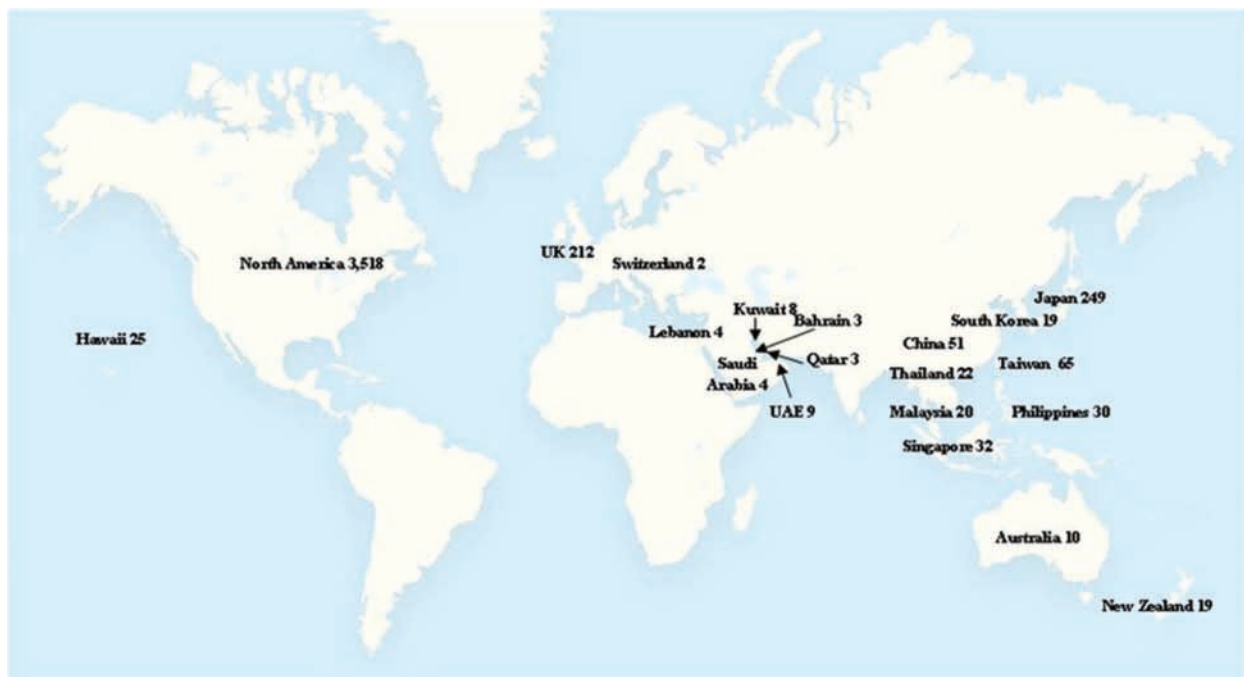 UK 212
North America 3,518
Switzerland 2
Japan 249
Kuwait 8
Bahrain 3
South Korea 19
Lebanon 4
Hawaii 25
China 51
Saudi
Arabia 4
Qatar 3
Taiwan 65
Thailand 22
UAE 9
Malaysia 20
Philippines 30
Singapore 32
Australia 10
New Zealand 19